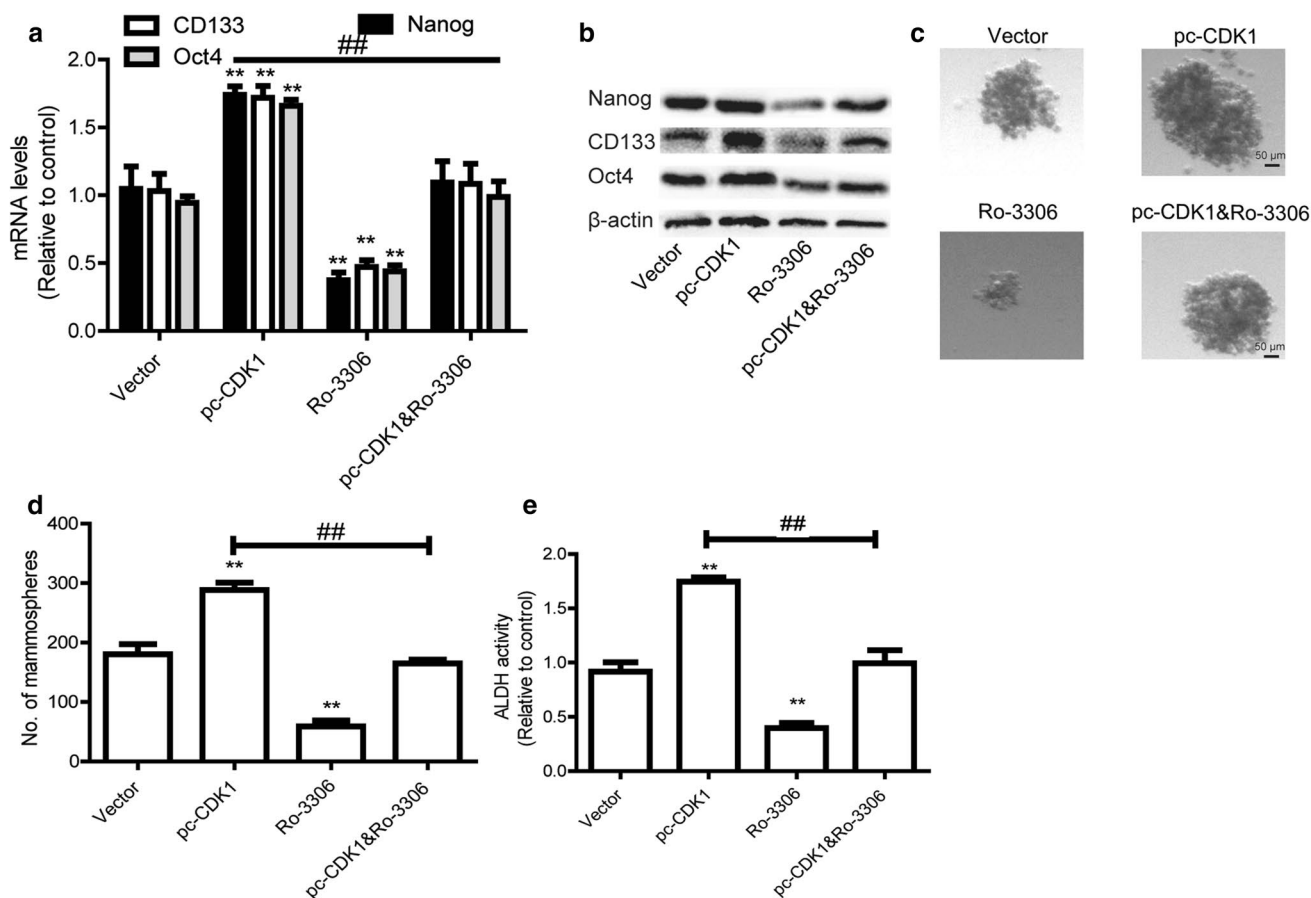 a
CD133
Nanog
Oct4
##
** ** **
** ** **
mRNA levels
(Relative to control)
2.0
1.5
1.0
0.5
0.0
Vector
pc-CDK1
Ro-3306
pc-CDK1&Ro-3306
b
Nanog
CD133
Oct4
β-actin
Vector
pc-CDK1
Ro-3306
pc-CDK1&Ro-3306
c
Vector
pc-CDK1
50 μm
Ro-3306
pc-CDK1&Ro-3306
50 μm
d
##
**
**
No. of mammospheres
400
300
200
100
0
Vector
pc-CDK1
Ro-3306
pc-CDK1&Ro-3306
e
##
**
**
ALDH activity
(Relative to control)
2.0
1.5
1.0
0.5
0.0
Vector
pc-CDK1
Ro-3306
pc-CDK1&Ro-3306